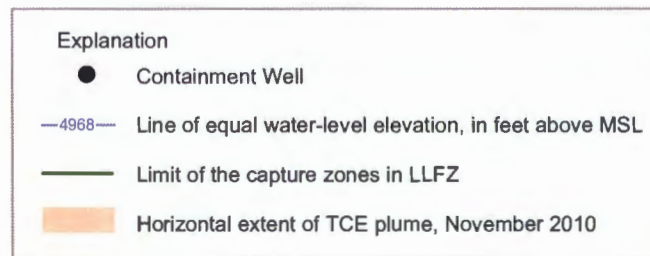 Explanation
Containment Well
—4968— Line of equal water-level elevation, in feet above MSL
Limit of the capture zones in LLFZ
Horizontal extent of TCE plume, November 2010